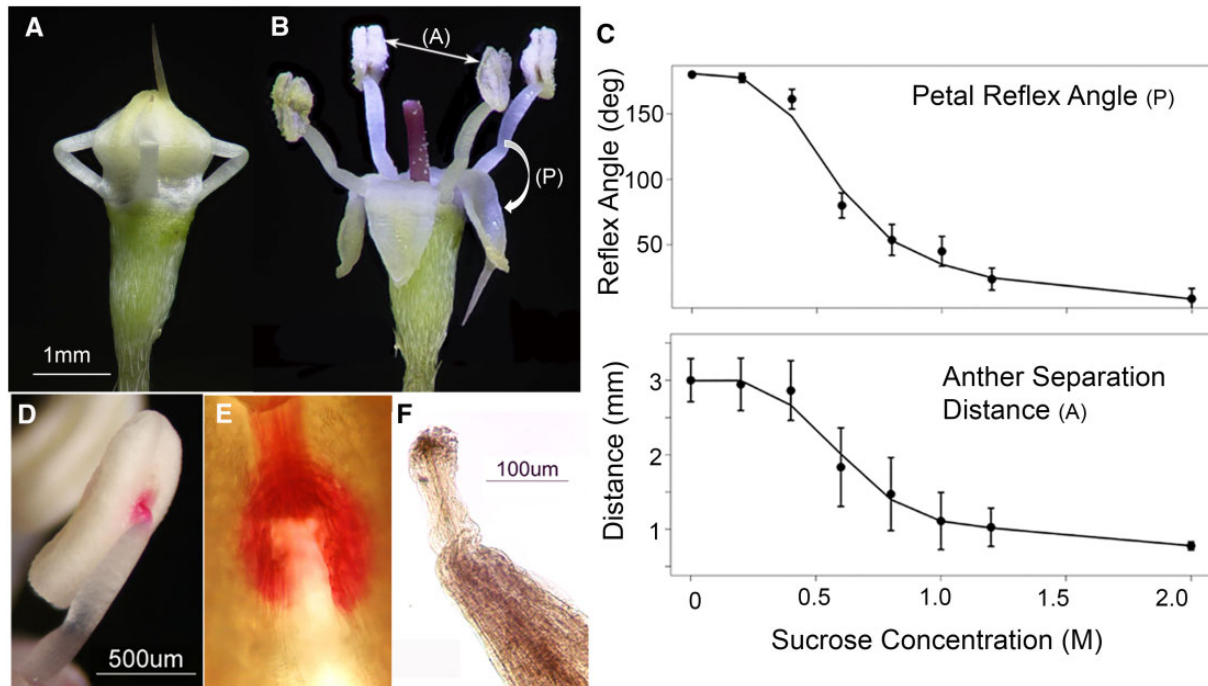 A
1mm
B
(A)
(P)
C
Petal Reflex Angle (P)
Reflex Angle (deg)
150
100
50
Anther Separation
Distance (A)
Distance (mm)
3
2
1
0
0.5
1.0
1.5
2.0
Sucrose Concentration (M)
D
500um
E
F
100um